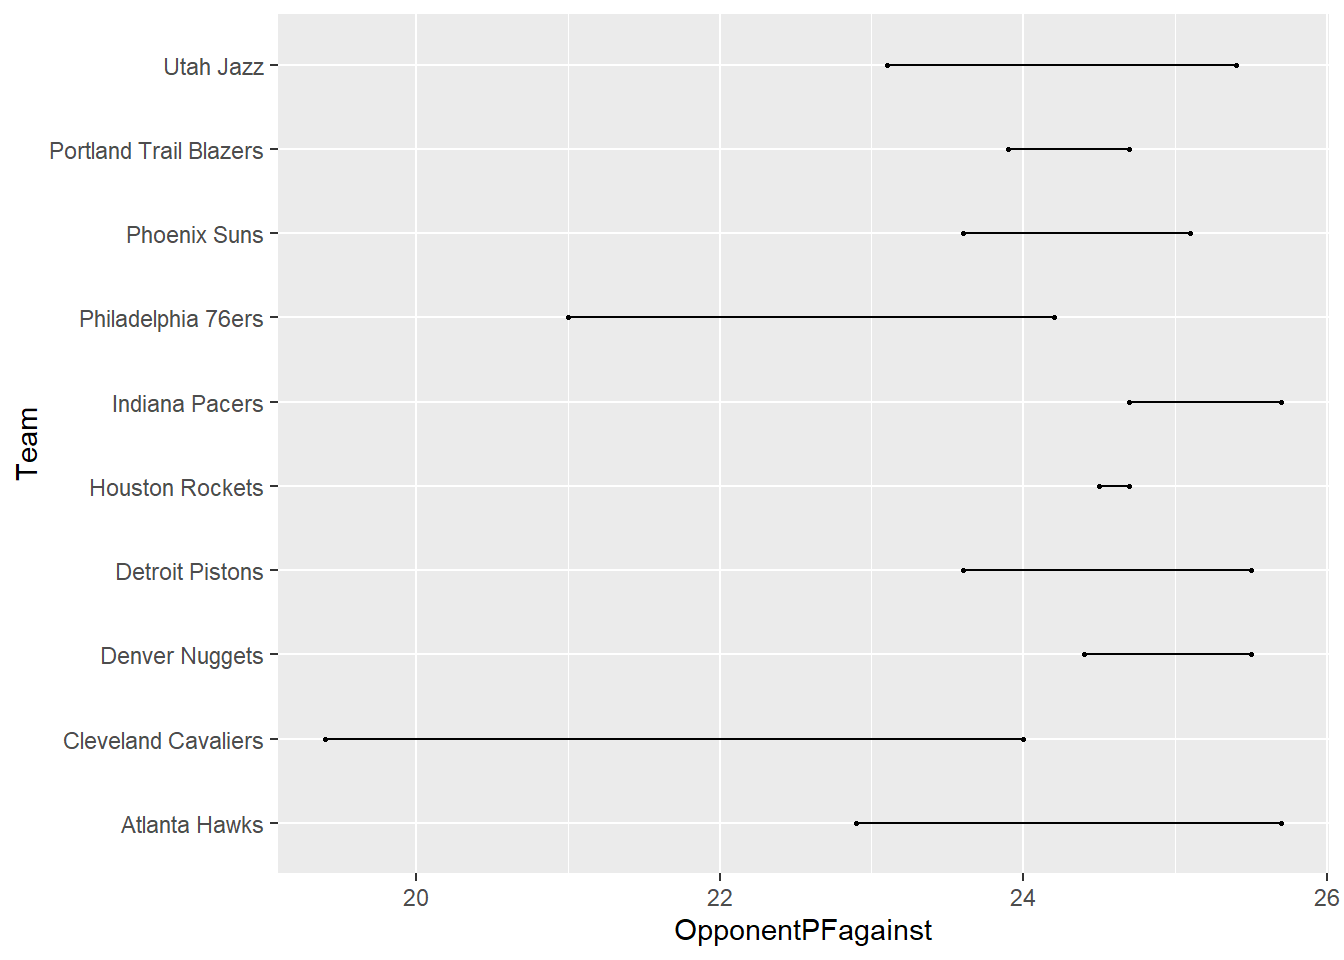 Utah Jazz
Portland Trail Blazers
Phoenix Suns
Philadelphia 76ers
Indiana Pacers
Houston Rockets
Detroit Pistons
Denver Nuggets
Cleveland Cavaliers
Atlanta Hawks
Team
20 22 24 26
OpponentPFagainst